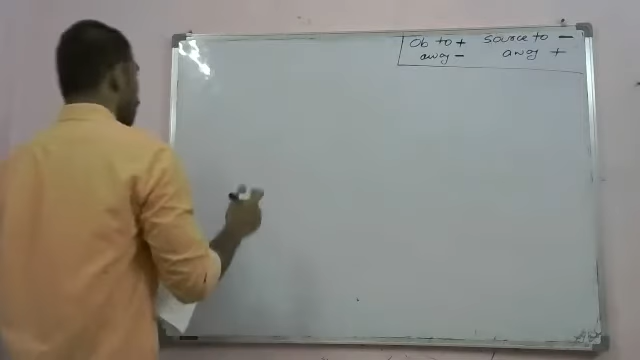 Ob to + Source to −
away − away +